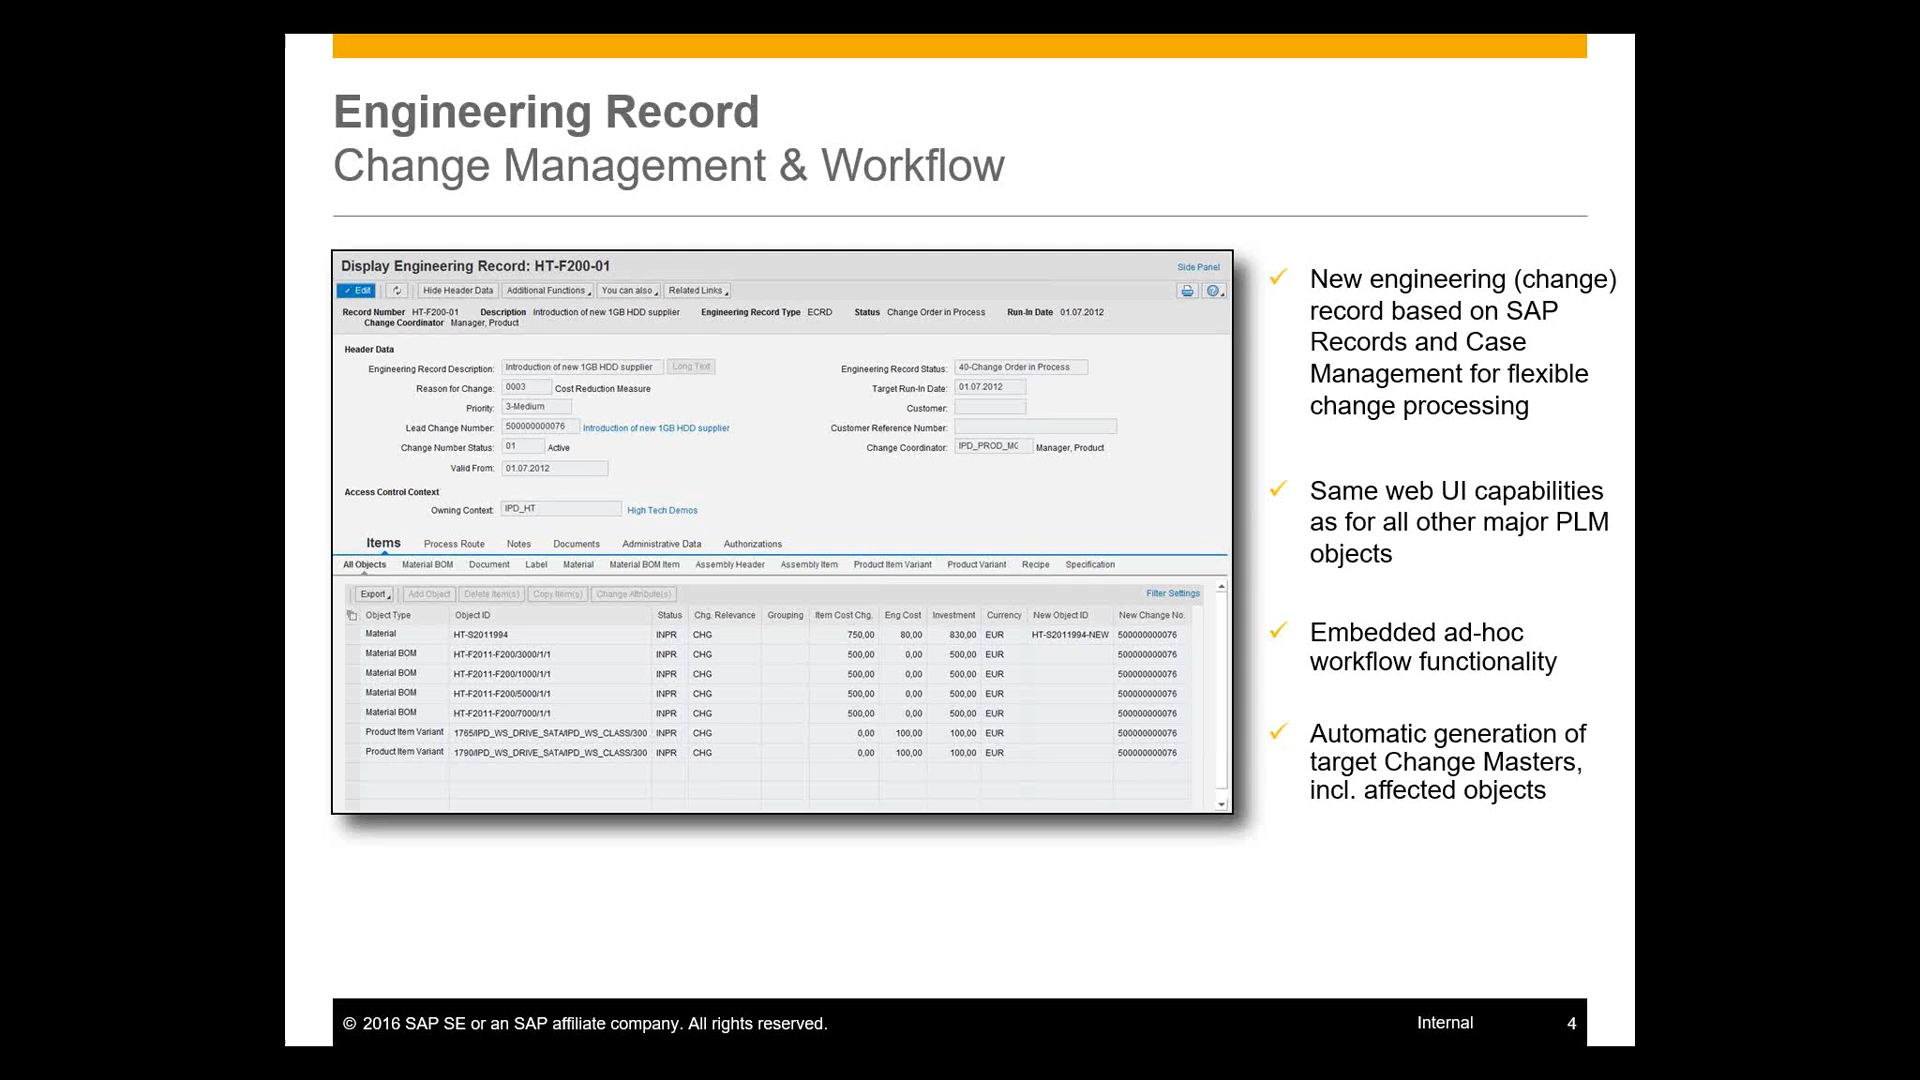 Engineering Record
Change Management & Workflow
Display Engineering Record: HT-F200-01
Side Panel
Edit Hide Header Data Additional Functions You can also Related Links
Record Number HT-F200-01 Description Introduction of new 1GB HDD supplier Engineering Record Type ECRD Status Change Order in Process Run-In Date 01.07.2012
Change Coordinator Manager, Product
Header Data
Engineering Record Description: Introduction of new 1GB HDD supplier Long Text Engineering Record Status: 40-Change Order in Process
Reason for Change: 0003 Cost Reduction Measure Target Run-In Date: 01.07.2012
Priority: 3-Medium Customer:
Lead Change Number: 500000000076 Introduction of new 1GB HDD supplier Customer Reference Number:
Change Number Status: 01 Active Change Coordinator: IPD_PROD_MC Manager, Product
Valid From: 01.07.2012
Access Control Context
Owning Context: IPD_HT High Tech Demos
Items Process Route Notes Documents Administrative Data Authorizations
All Objects Material BOM Document Label Material Material BOM Item Assembly Header Assembly Item Product Item Variant Product Variant Recipe Specification
Export Add Object Delete Item(s) Copy Item(s) Change Attribute(s) Filter Settings
Object Type Object ID Status Chg. Relevance Grouping Item Cost Chg. Eng Cost Investment Currency New Object ID New Change No.
Material HT-S2011994 INPR CHG 750,00 80,00 830,00 EUR HT-S2011994-NEW 500000000076
Material BOM HT-F2011-F200/3000/1/1 INPR CHG 500,00 0,00 500,00 EUR 500000000076
Material BOM HT-F2011-F200/1000/1/1 INPR CHG 500,00 0,00 500,00 EUR 500000000076
Material BOM HT-F2011-F200/5000/1/1 INPR CHG 500,00 0,00 500,00 EUR 500000000076
Material BOM HT-F2011-F200/7000/1/1 INPR CHG 500,00 0,00 500,00 EUR 500000000076
Product Item Variant 1765/IPD_WS_DRIVE_SATA/IPD_WS_CLASS/300 INPR CHG 0,00 100,00 100,00 EUR 500000000076
Product Item Variant 1790/IPD_WS_DRIVE_SATA/IPD_WS_CLASS/300 INPR CHG 0,00 100,00 100,00 EUR 500000000076
✓ New engineering (change)
record based on SAP
Records and Case
Management for flexible
change processing
✓ Same web UI capabilities
as for all other major PLM
objects
✓ Embedded ad-hoc
workflow functionality
✓ Automatic generation of
target Change Masters,
incl. affected objects
© 2016 SAP SE or an SAP affiliate company. All rights reserved. Internal 4